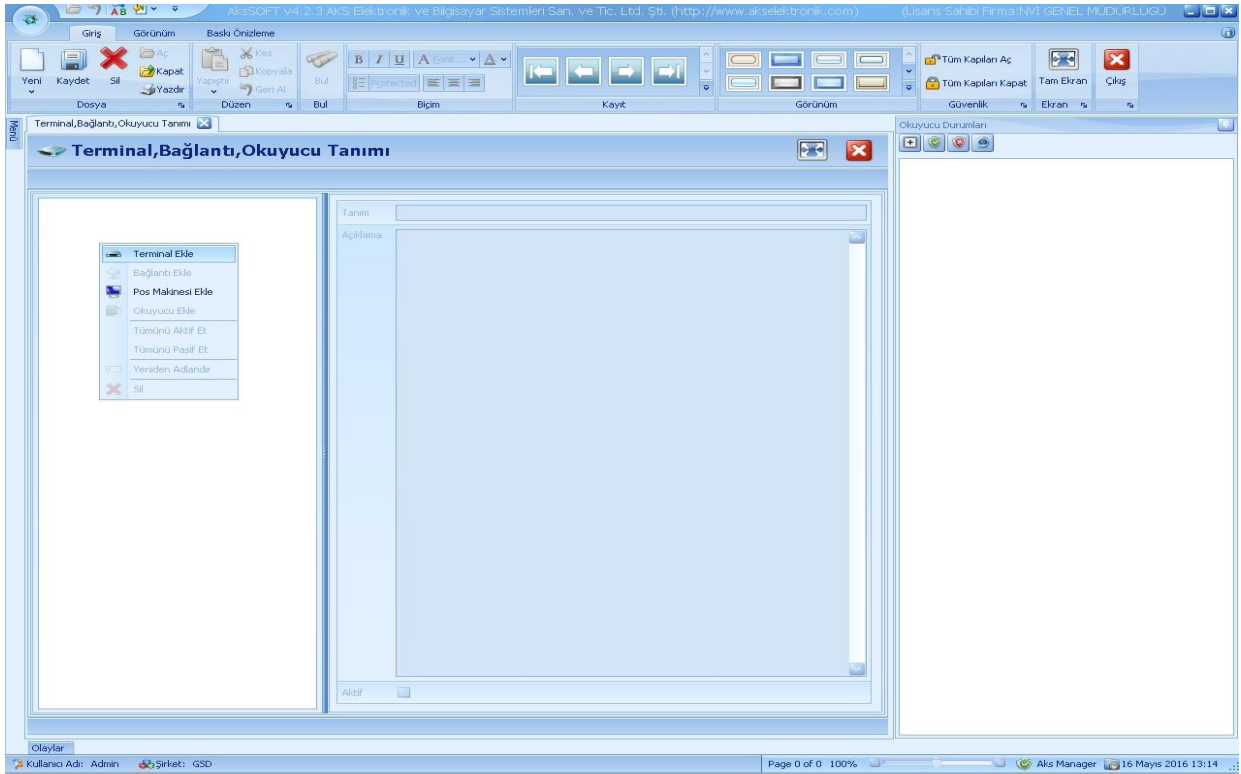 AksSOFT v4.2.3 AKS Elektronik ve Bilgisayar Sistemleri San. ve Tic. Ltd. Şti. (http://www.akselektronik.com) (Lisans Sahibi Firma:NVİ GENEL MÜDÜRLÜĞÜ
Giriş Görünüm Baskı Önizleme
Yeni Kaydet Sil Aç Kapat Yazdır
Yapıştır Kes Kopyala Geri Al
Bul
B I U A Font... A
Protected
Tüm Kapıları Aç
Tüm Kapıları Kapat
Tam Ekran Çıkış
Dosya Düzen Bul Biçim Kayıt Görünüm Güvenlik Ekran
Menü
Terminal,Bağlantı,Okuyucu Tanımı
Okuyucu Durumları
Terminal,Bağlantı,Okuyucu Tanımı
Tanım
Açıklama
Terminal Ekle
Bağlantı Ekle
Pos Makinesi Ekle
Okuyucu Ekle
Tümünü Aktif Et
Tümünü Pasif Et
Yeniden Adlandır
Sil
Aktif
Olaylar
Kullanıcı Adı: Admin Şirket: GSD Page 0 of 0 100% Aks Manager 16 Mayıs 2016 13:14